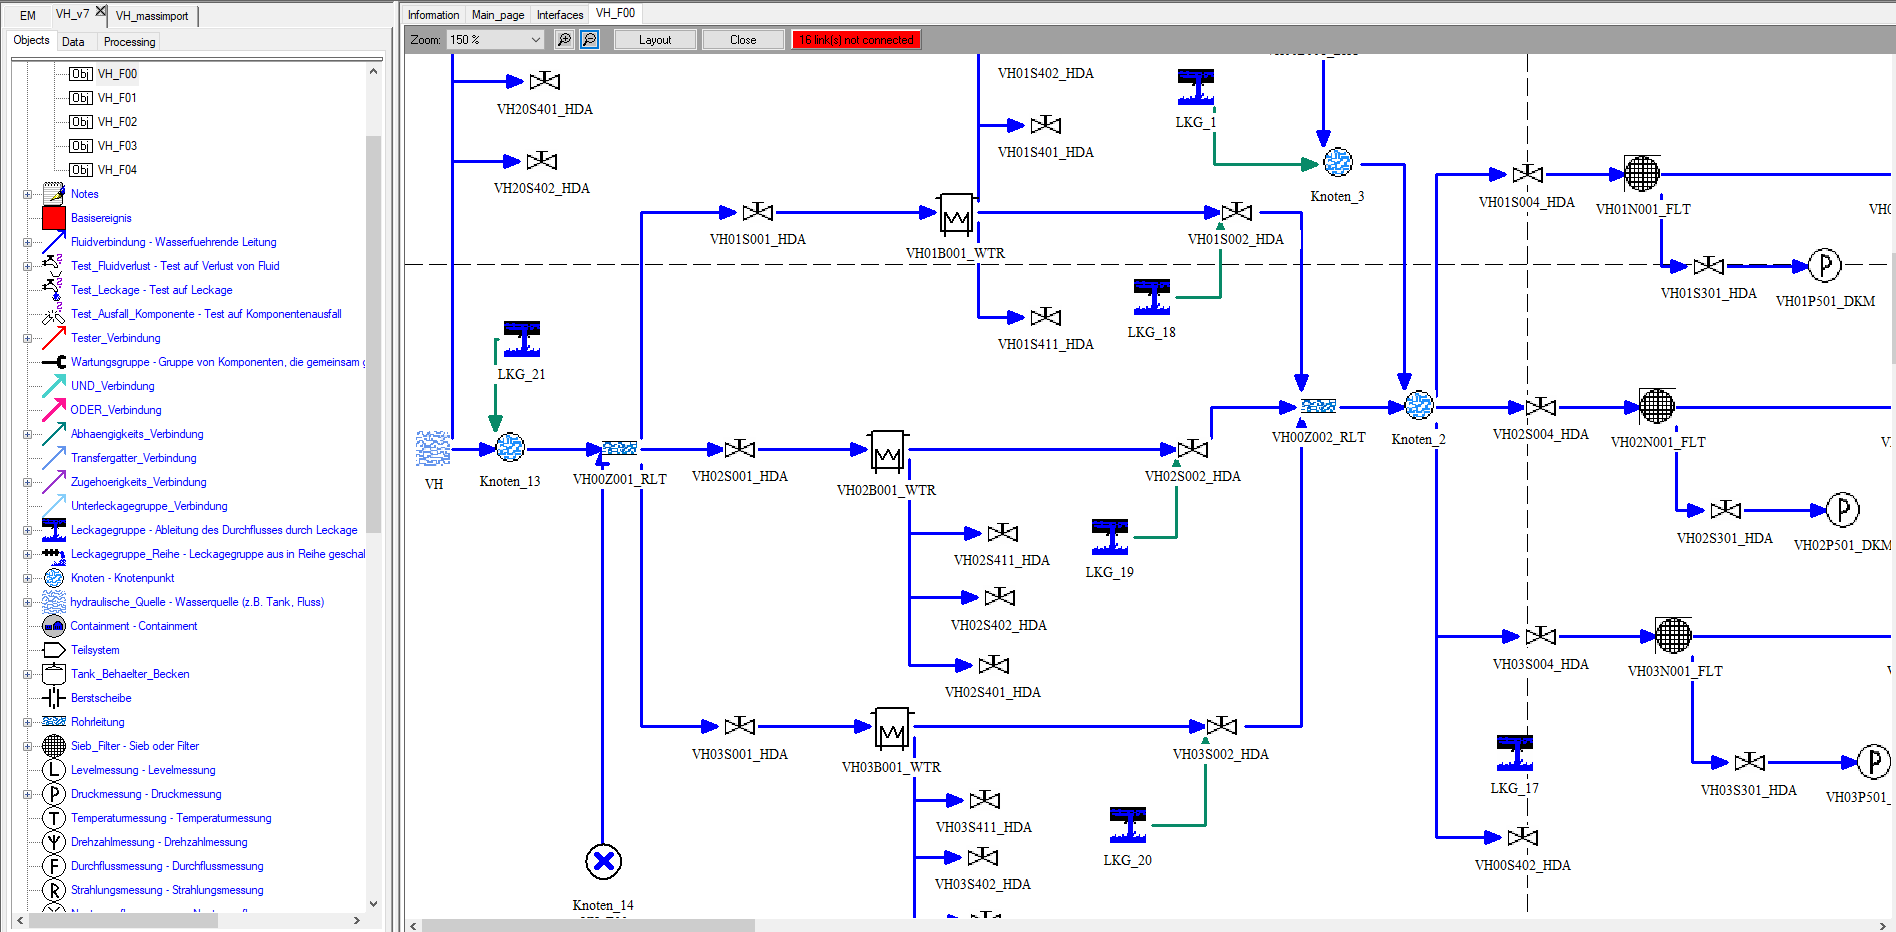 EM
VH_v7
VH_massimport
Objects
Data
Processing
Obj VH_F00
Obj VH_F01
Obj VH_F02
Obj VH_F03
Obj VH_F04
Notes
Basisereignis
Fluidverbindung - Wasserfuehrende Leitung
Test_Fluidverlust - Test auf Verlust von Fluid
Test_Leckage - Test auf Leckage
Test_Ausfall_Komponente - Test auf Komponentenausfall
Tester_Verbindung
Wartungsgruppe - Gruppe von Komponenten, die gemeinsam g
UND_Verbindung
ODER_Verbindung
Abhaengigkeits_Verbindung
Transfergatter_Verbindung
Zugehoerigkeits_Verbindung
Unterleckagegruppe_Verbindung
Leckagegruppe - Ableitung des Durchflusses durch Leckage
Leckagegruppe_Reihe - Leckagegruppe aus in Reihe geschal
Knoten - Knotenpunkt
hydraulische_Quelle - Wasserquelle (z.B. Tank, Fluss)
Containment - Containment
Teilsystem
Tank_Behaelter_Becken
Berstscheibe
Rohrleitung
Sieb_Filter - Sieb oder Filter
L Levelmessung - Levelmessung
P Druckmessung - Druckmessung
T Temperaturmessung - Temperaturmessung
Drehzahlmessung - Drehzahlmessung
F Durchflussmessung - Durchflussmessung
R Strahlungsmessung - Strahlungsmessung
Information
Main_page
Interfaces
VH_F00
Zoom:
150 %
Layout
Close
16 link(s) not connected
VH20S401_HDA
VH20S402_HDA
VH01S402_HDA
VH01S401_HDA
LKG_1
Knoten_3
VH01S001_HDA
VH01B001_WTR
VH01S002_HDA
VH01S411_HDA
LKG_18
VH01S004_HDA
VH01N001_FLT
VH01S301_HDA
P
VH01P501_DKM
LKG_21
VH
Knoten_13
VH00Z001_RLT
VH02S001_HDA
VH02B001_WTR
VH02S002_HDA
VH00Z002_RLT
Knoten_2
VH02S004_HDA
VH02N001_FLT
VH02S301_HDA
P
VH02P501_DKM
VH02S411_HDA
LKG_19
VH02S402_HDA
VH02S401_HDA
VH03S004_HDA
VH03N001_FLT
VH03S001_HDA
VH03B001_WTR
VH03S002_HDA
LKG_17
VH03S301_HDA
P
VH03P501_
VH03S411_HDA
LKG_20
VH00S402_HDA
VH03S402_HDA
Knoten_14